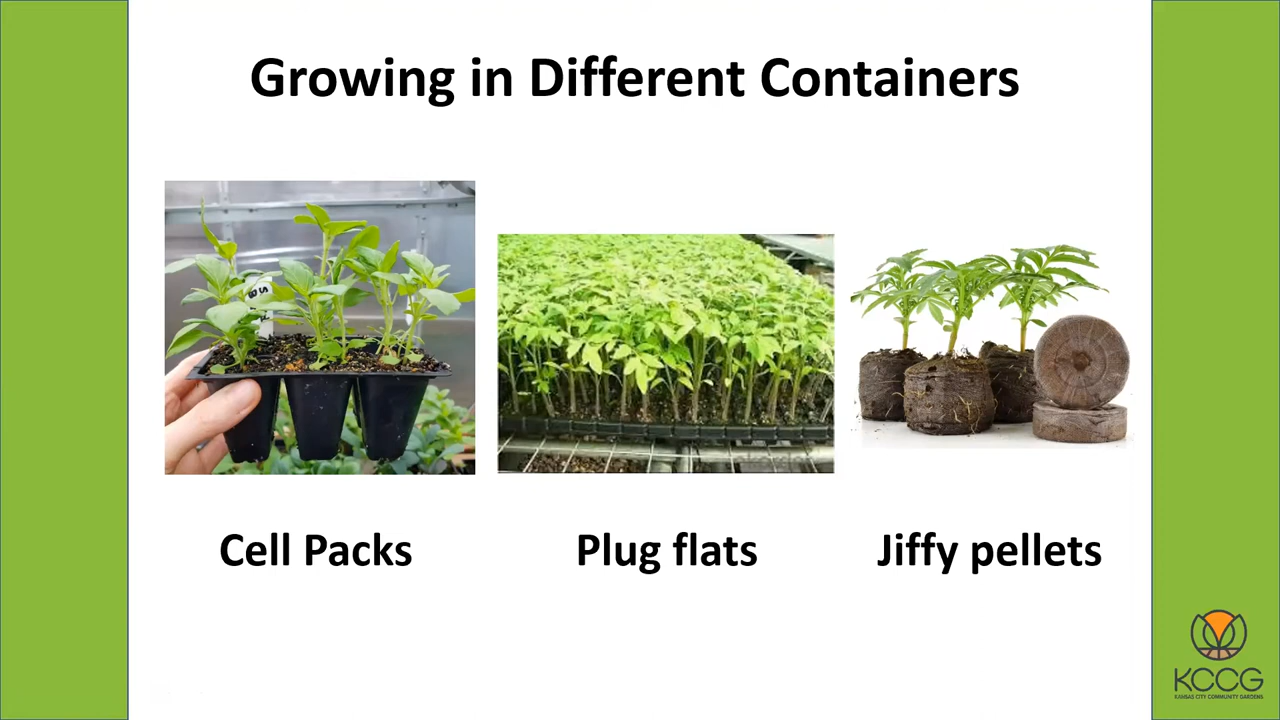 Growing in Different Containers
Cell Packs
Plug flats
Jiffy pellets
KCCG
KANSAS CITY COMMUNITY GARDENS